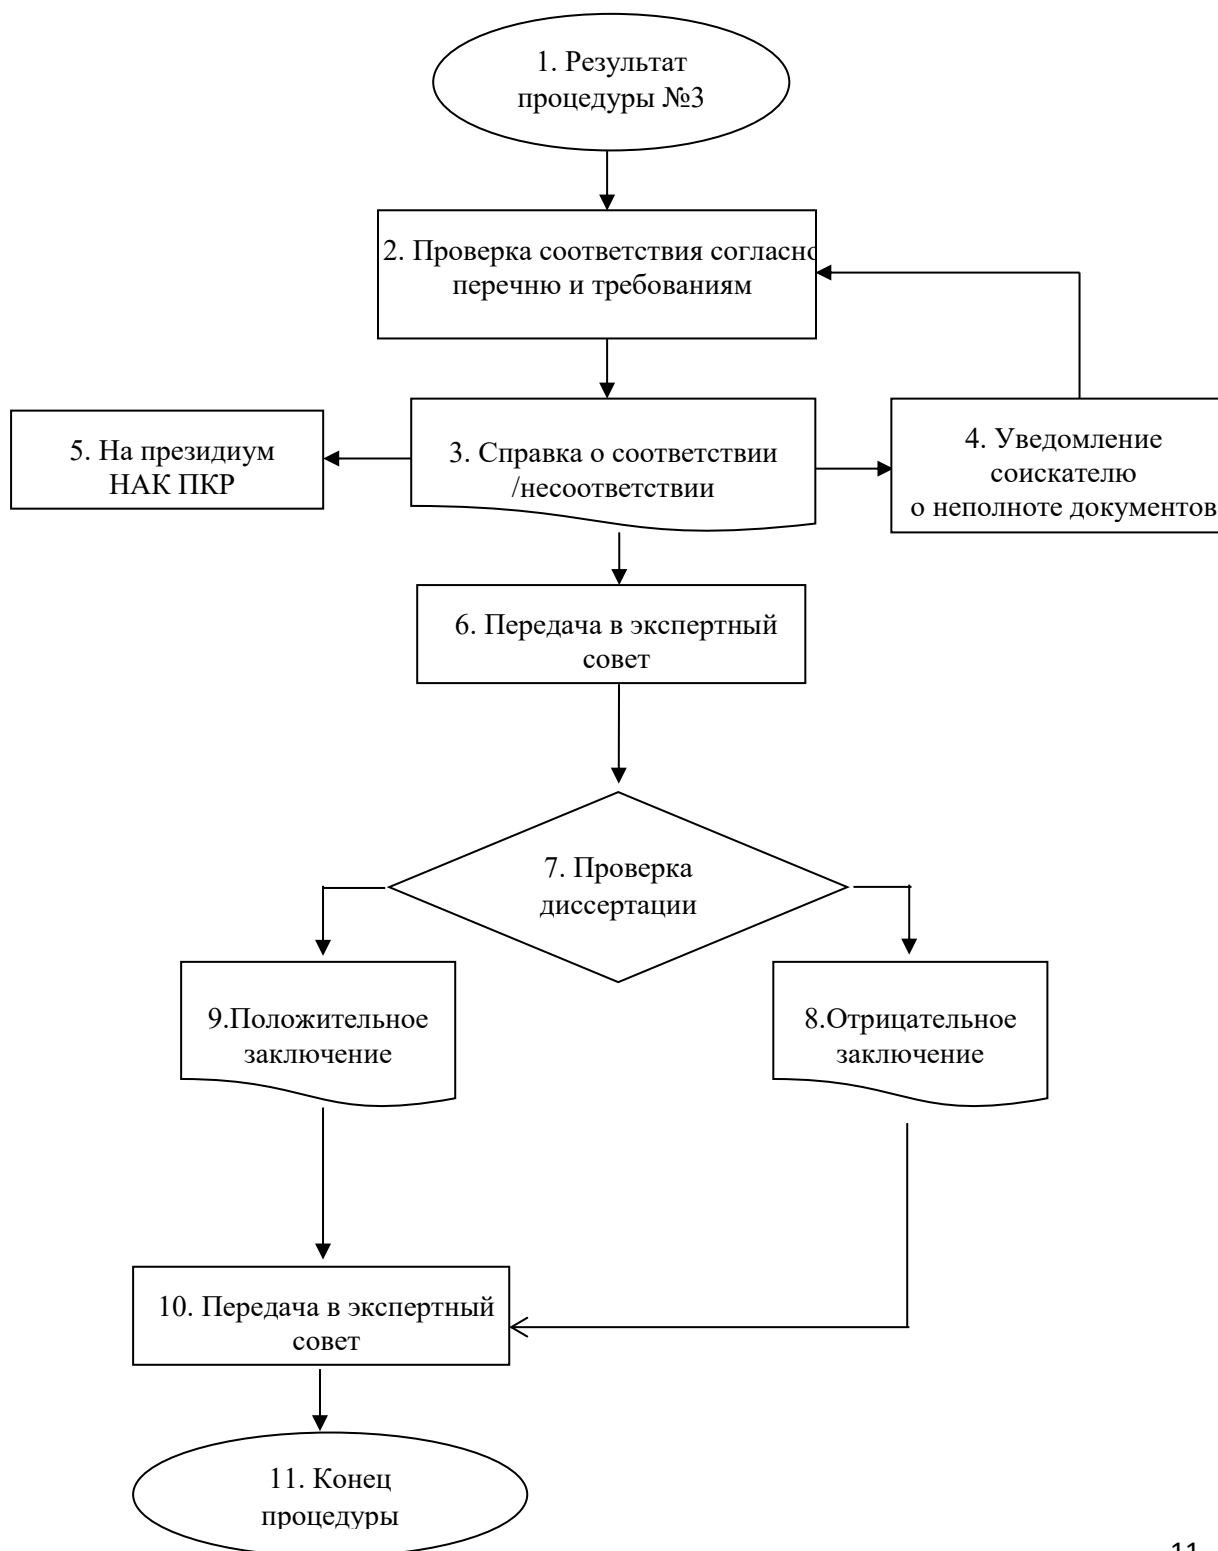 1. Результат
процедуры №3
2. Проверка соответствия согласно
перечню и требованиям
3. Справка о соответствии
/несоответствии
4. Уведомление
соискателю
о неполноте документов
5. На президиум
НАК ПКР
6. Передача в экспертный
совет
7. Проверка
диссертации
9.Положительное
заключение
8.Отрицательное
заключение
10. Передача в экспертный
совет
11. Конец
процедуры
11